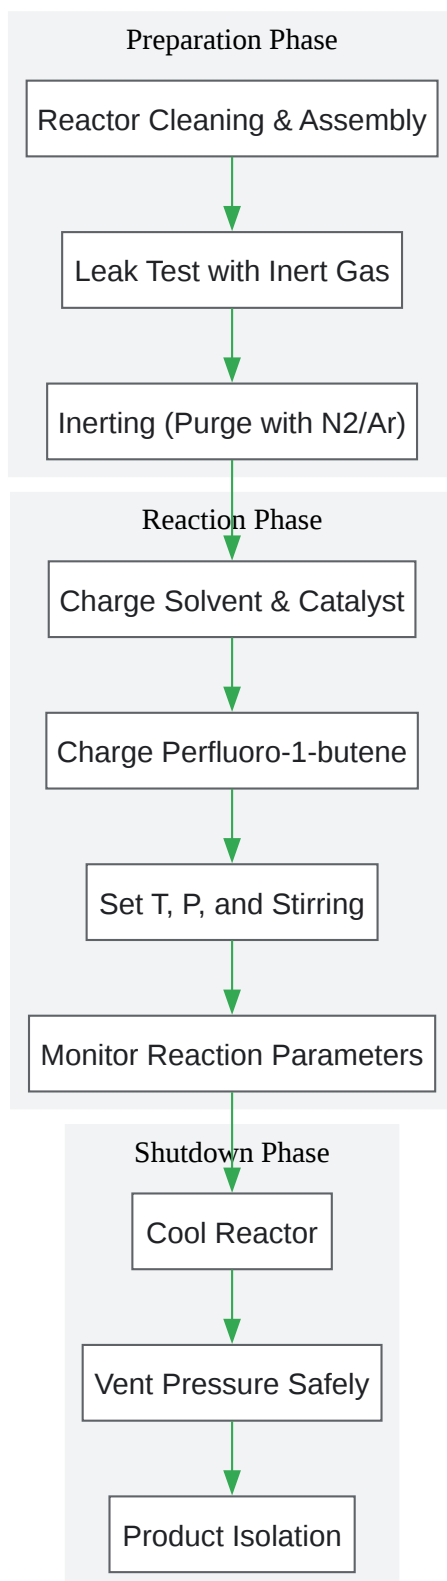 Preparation Phase
Reactor Cleaning & Assembly
Leak Test with Inert Gas
Inerting (Purge with N2/Ar)
Reaction Phase
Charge Solvent & Catalyst
Charge Perfluoro-1-butene
Set T, P, and Stirring
Monitor Reaction Parameters
Shutdown Phase
Cool Reactor
Vent Pressure Safely
Product Isolation